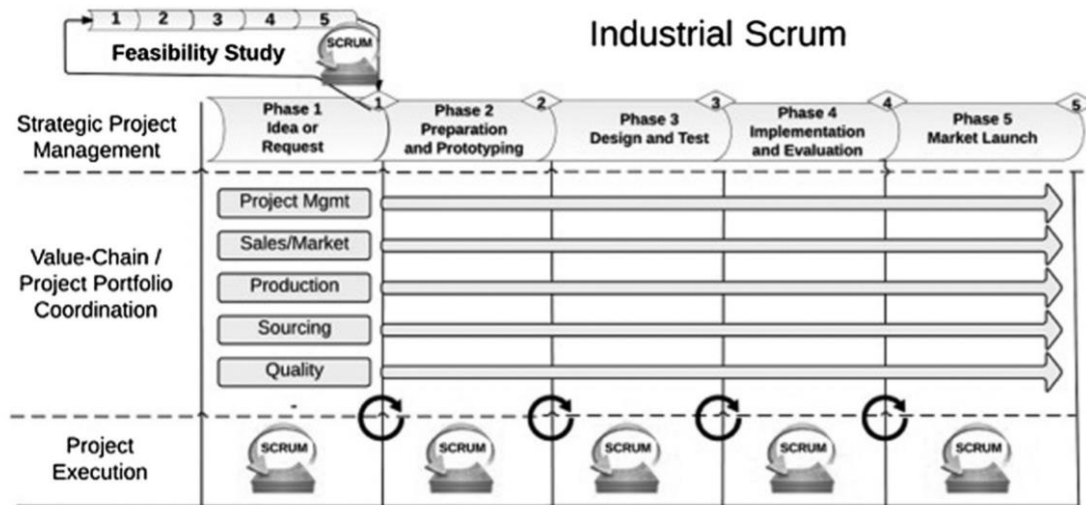 1 2 3 4 5
Industrial Scrum
Feasibility Study
SCRUM
Strategic Project
Management
Phase 1
Idea or
Request
1
Phase 2
Preparation
and Prototyping
2
Phase 3
Design and Test
3
Phase 4
Implementation
and Evaluation
4
Phase 5
Market Launch
5
Value-Chain /
Project Portfolio
Coordination
Project Mgmt
Sales/Market
Production
Sourcing
Quality
-
Project
Execution
SCRUM
SCRUM
SCRUM
SCRUM
SCRUM